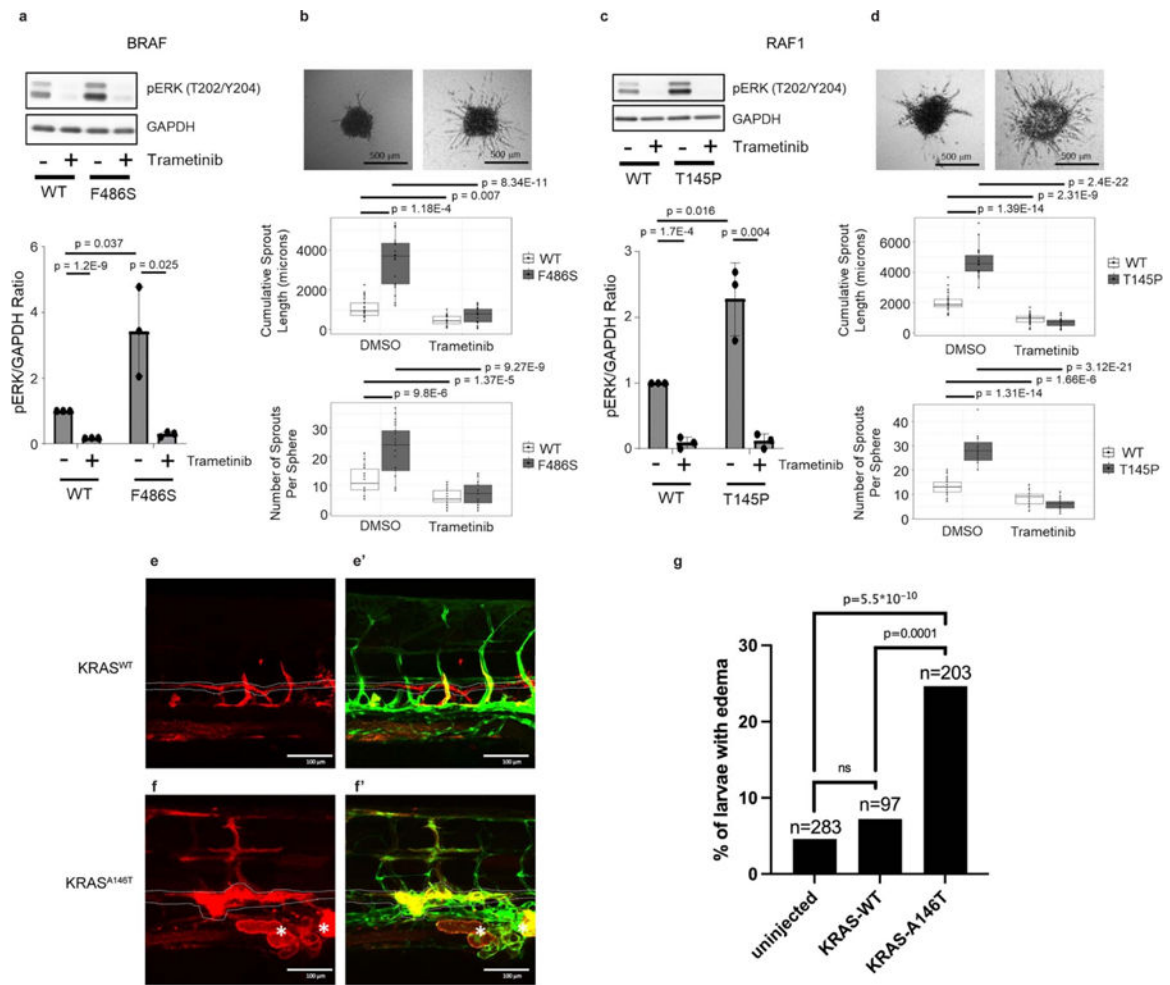 a
BRAF
pERK (T202/Y204)
GAPDH
- + - +
Trametinib
WT F486S
pERK/GAPDH Ratio
6
4
2
0
p = 0.037
p = 1.2E-9
p = 0.025
- + - + Trametinib
WT F486S
b
500 μm 500 μm
p = 8.34E-11
p = 0.007
p = 1.18E-4
Cumulative Sprout
Length (microns)
4000
2000
0
WT
F486S
DMSO Trametinib
p = 9.27E-9
p = 1.37E-5
p = 9.8E-6
Number of Sprouts
Per Sphere
30
20
10
0
WT
F486S
DMSO Trametinib
c
RAF1
pERK (T202/Y204)
GAPDH
- + - +
Trametinib
WT T145P
pERK/GAPDH Ratio
3
2
1
0
p = 0.016
p = 1.7E-4
p = 0.004
- + - + Trametinib
WT T145P
d
500 μm 500 μm
p = 2.4E-22
p = 2.31E-9
p = 1.39E-14
Cumulative Sprout
Length (microns)
6000
4000
2000
0
WT
T145P
DMSO Trametinib
p = 3.12E-21
p = 1.66E-6
p = 1.31E-14
Number of Sprouts
Per Sphere
40
30
20
10
0
WT
T145P
DMSO Trametinib
e e'
KRASWT
100 μm 100 μm
f f'
KRASA146T
* * * *
100 μm 100 μm
g
p=5.5*10⁻¹⁰
p=0.0001
ns
% of larvae with edema
30
20
10
0
n=283
n=97
n=203
uninjected
KRAS-WT
KRAS-A146T